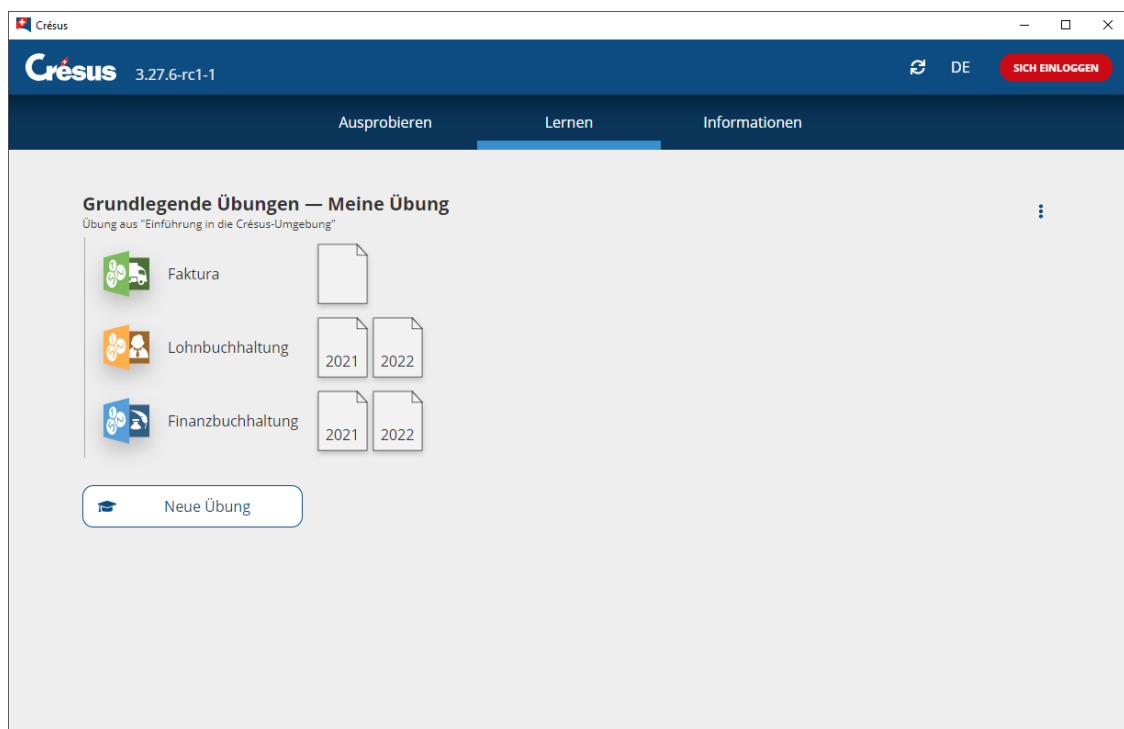 Crésus
Crésus 3.27.6-rc1-1 DE SICH EINLOGGEN
Ausprobieren Lernen Informationen
Grundlegende Übungen — Meine Übung
Übung aus "Einführung in die Crésus-Umgebung"
Faktura
Lohnbuchhaltung 2021 2022
Finanzbuchhaltung 2021 2022
Neue Übung